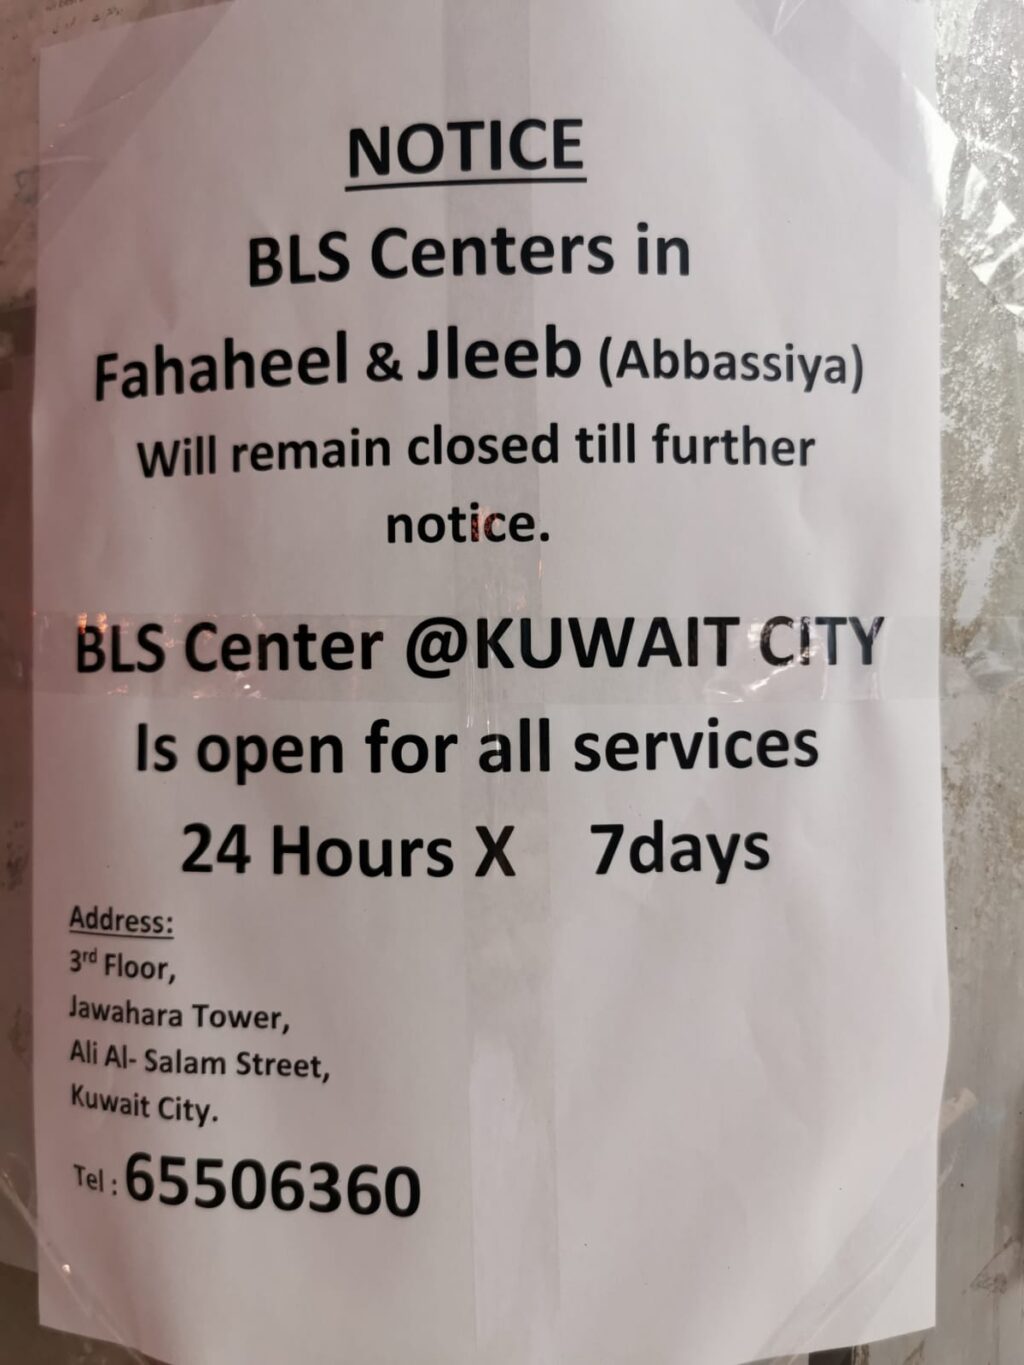 NOTICE
BLS Centers in
Fahaheel & Jleeb (Abbassiya)
Will remain closed till further
notice.
BLS Center @KUWAIT CITY
Is open for all services
24 Hours X 7days
Address:
3rd Floor,
Jawahara Tower,
Ali Al- Salam Street,
Kuwait City.
Tel : 65506360